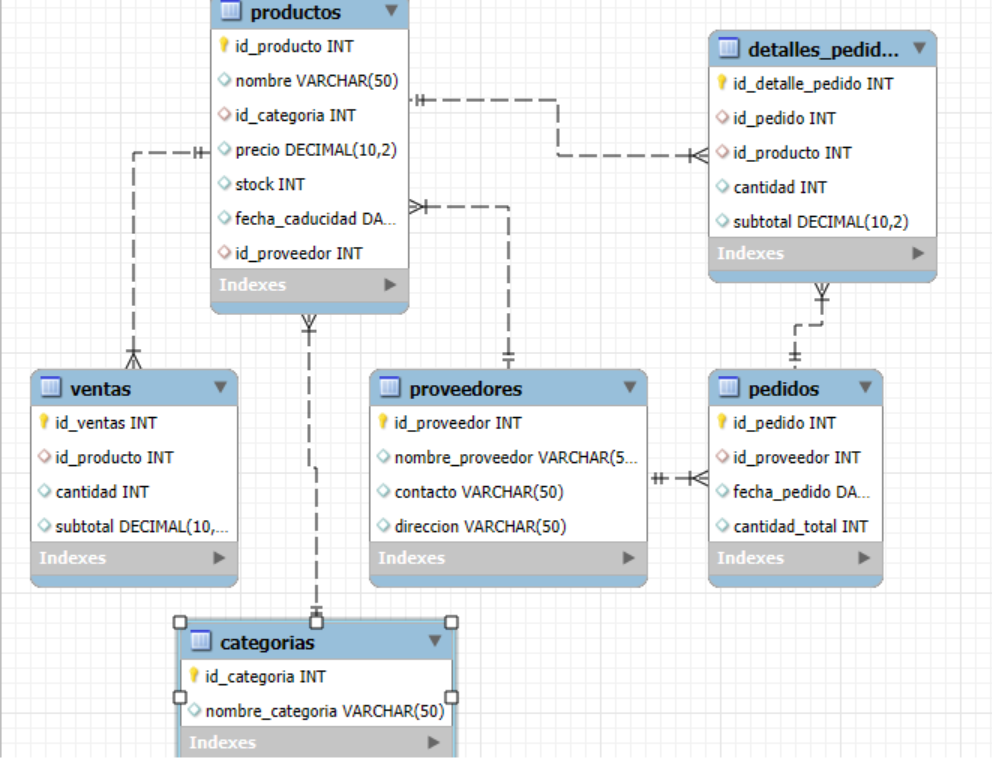 productos
id_producto INT
nombre VARCHAR(50)
id_categoria INT
precio DECIMAL(10,2)
stock INT
fecha_caducidad DA...
id_proveedor INT
Indexes
detalles_pedid...
id_detalle_pedido INT
id_pedido INT
id_producto INT
cantidad INT
subtotal DECIMAL(10,2)
Indexes
ventas
id_ventas INT
id_producto INT
cantidad INT
subtotal DECIMAL(10,...
Indexes
proveedores
id_proveedor INT
nombre_proveedor VARCHAR(5...
contacto VARCHAR(50)
direccion VARCHAR(50)
Indexes
pedidos
id_pedido INT
id_proveedor INT
fecha_pedido DA...
cantidad_total INT
Indexes
categorias
id_categoria INT
nombre_categoria VARCHAR(50)
Indexes